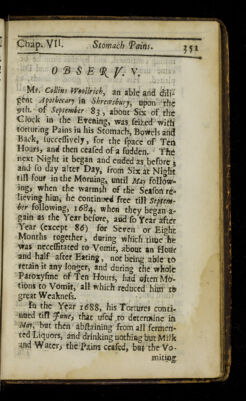 Chap. VII. Stomach Pains. 351
OBSERV. V.
Mr. Collins Woollrich, an able and dili-
gent Apothecary in Shrewsbury, upon the
9th. of September 83, about Six of the
Clock in the Evening, was seized with
torturing Pains in his Stomach, Bowels and
Back, successively, for the space of Ten
Hours, and then ceased of a sudden. The
next Night it began and ended as before;
and so day after Day, from Six at Night
till four in the Morning, until May follow-
ing, when the warmth of the Season re-
lieving him, he continued free till Septem-
ber following, 1684. when they began a-
gain as the Year before, and so Year after
Year (except 86) for Seven or Eight
Months together, during which time he
was necessitated to Vomit, about an Hour
and half after Eating, not being able to
retain it any longer, and during the whole
Paroxysme of Ten Hours, had often Mo-
tions to Vomit, all which reduced him to
great Weakness.
In the Year 1688, his Tortures conti-
nued till June, that used to determine in
May, but then abstaining from all fermen-
ted Liquors, and drinking nothing but Milk
and Water, the Pains ceased, but the Vo-
miting